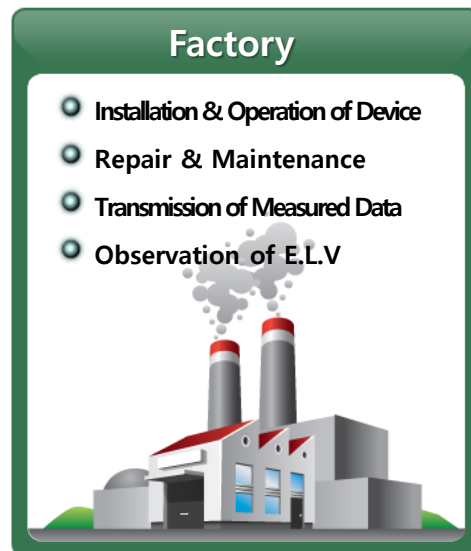 Factory
Installation & Operation of Device
Repair & Maintenance
Transmission of Measured Data
Observation of E.L.V